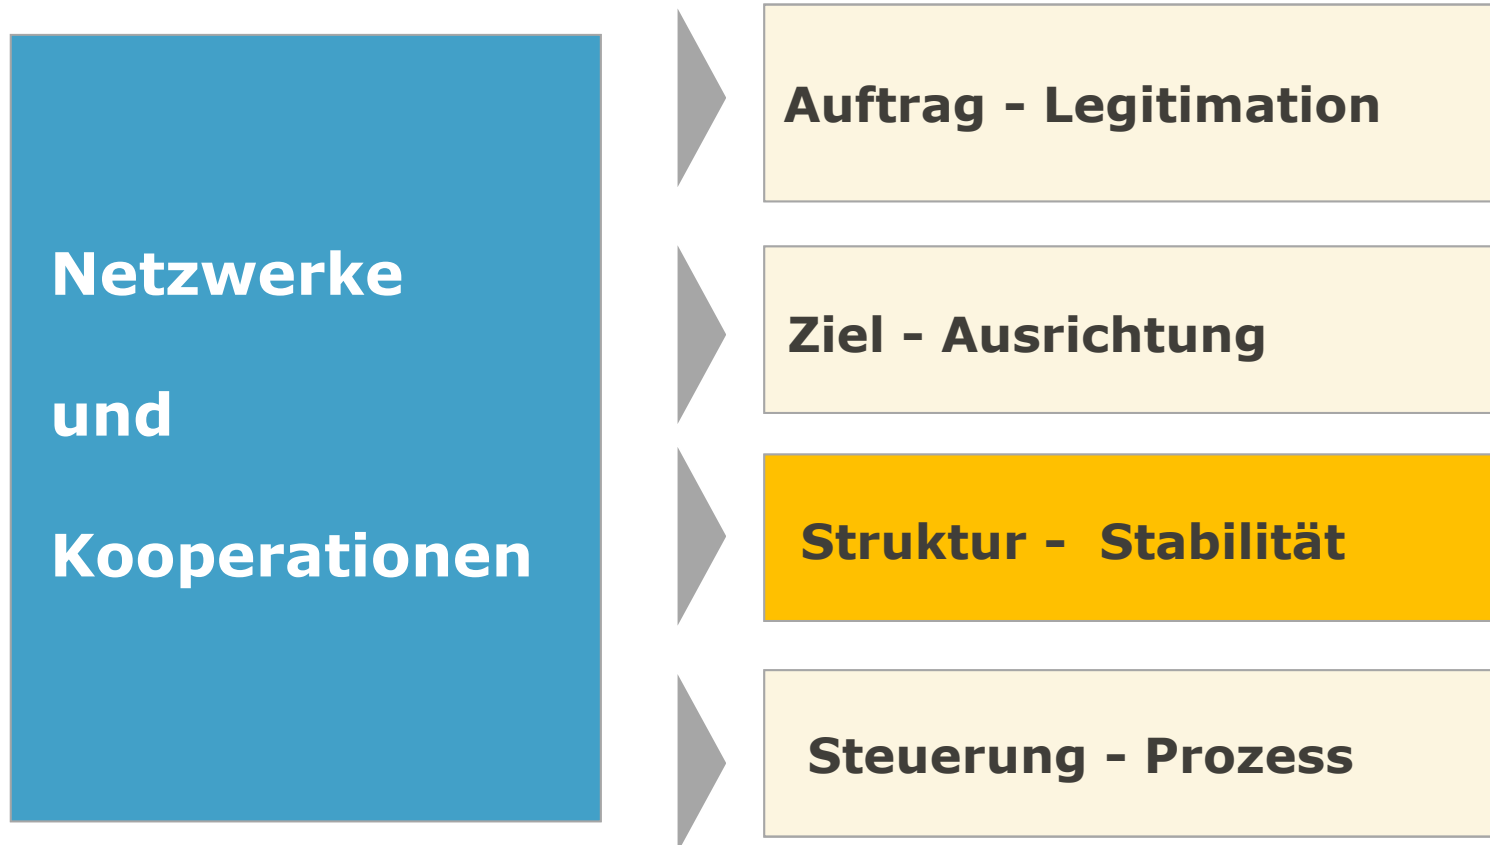 Netzwerke
und
Kooperationen
Auftrag – Legitimation
Ziel – Ausrichtung
Struktur –  Stabilität
Steuerung – Prozess